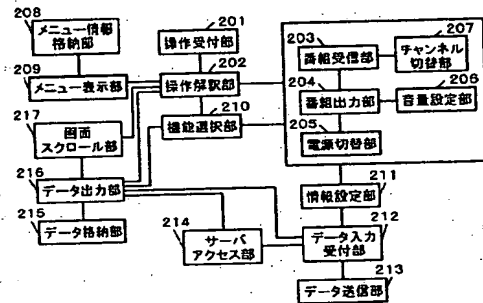 208
メニュー情報
格納部
209
メニュー表示部
217
画面
スクロール部
216
データ出力部
215
データ格納部
201
操作受付部
202
操作解釈部
210
機能選択部
214
サーバ
アクセス部
203
番組受信部
207
チャンネル
切替部
204
番組出力部
206
音量設定部
205
電源切替部
211
情報設定部
212
データ入力
受付部
213
データ送信部